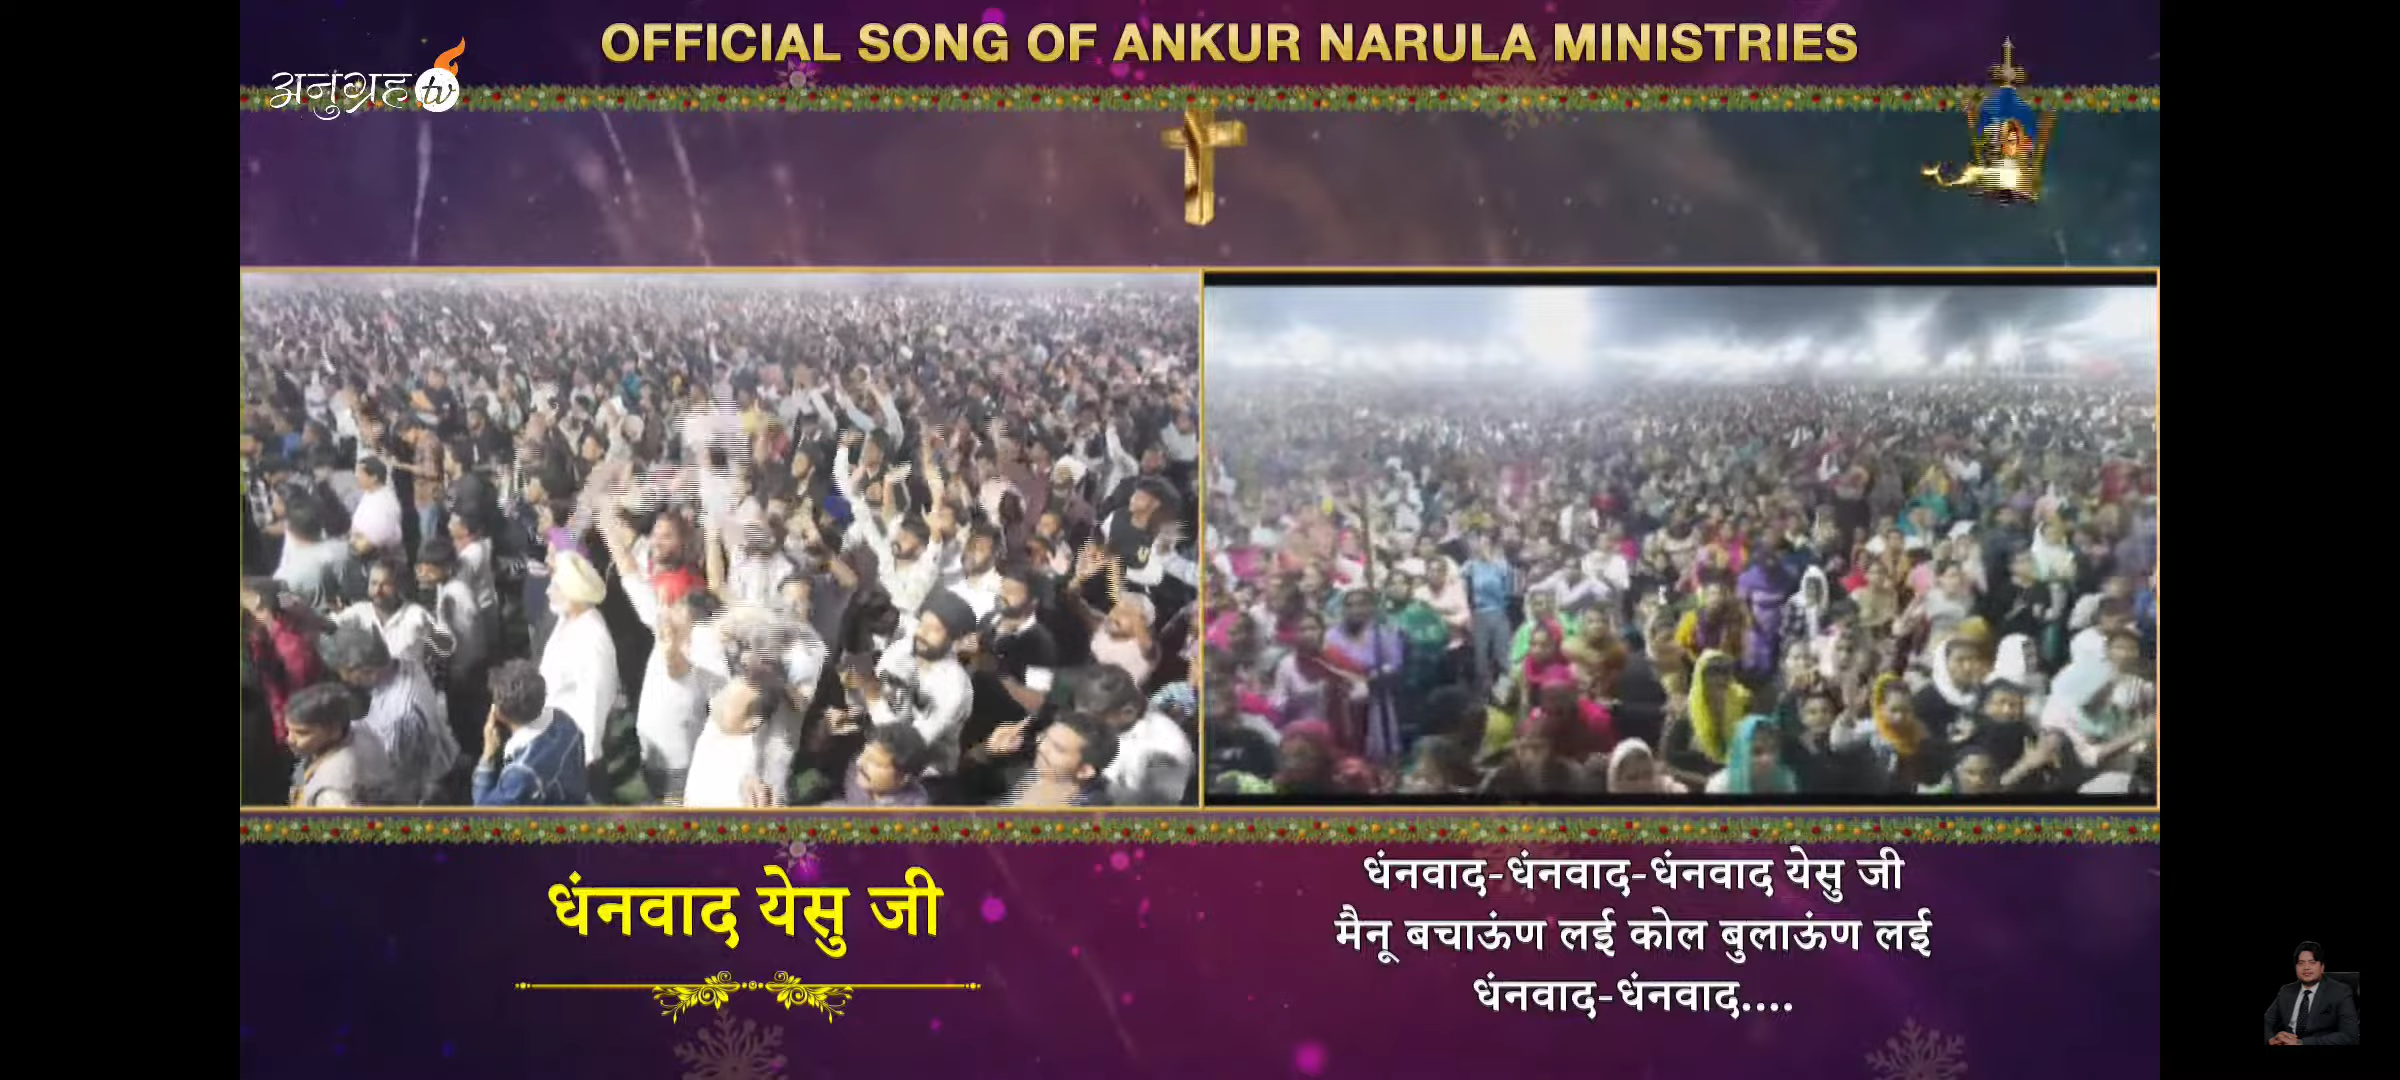 OFFICIAL SONG OF ANKUR NARULA MINISTRIES
अनुग्रह tv
धंनवाद येसु जी
धंनवाद-धंनवाद-धंनवाद येसु जी
मैनू बचाऊंण लई कोल बुलाऊंण लई
धंनवाद-धंनवाद....